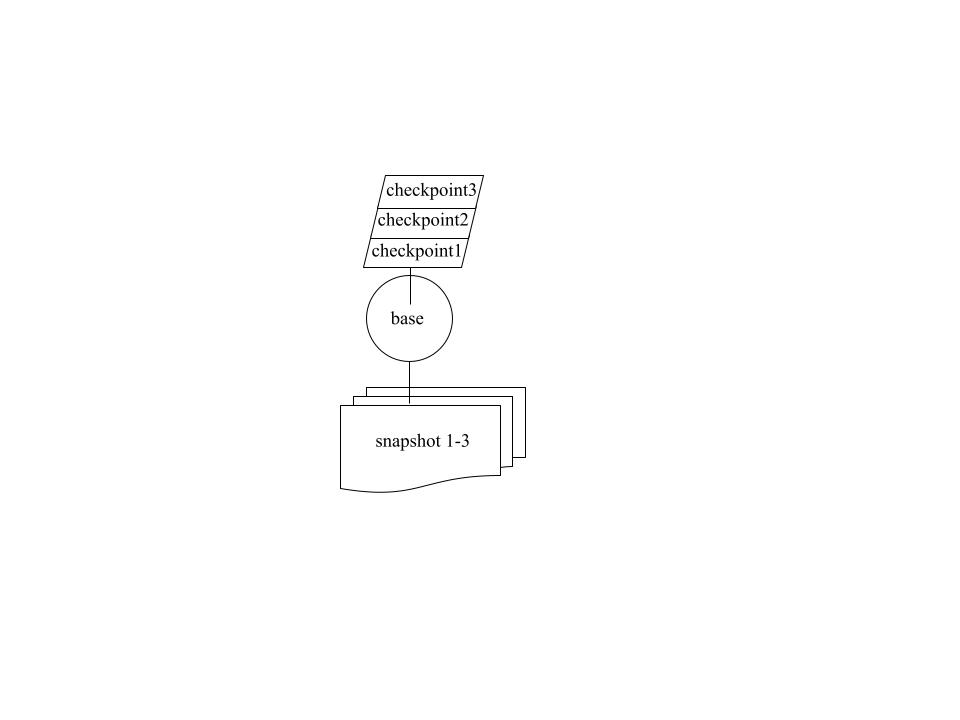 checkpoint3
checkpoint2
checkpoint1
base
snapshot 1-3